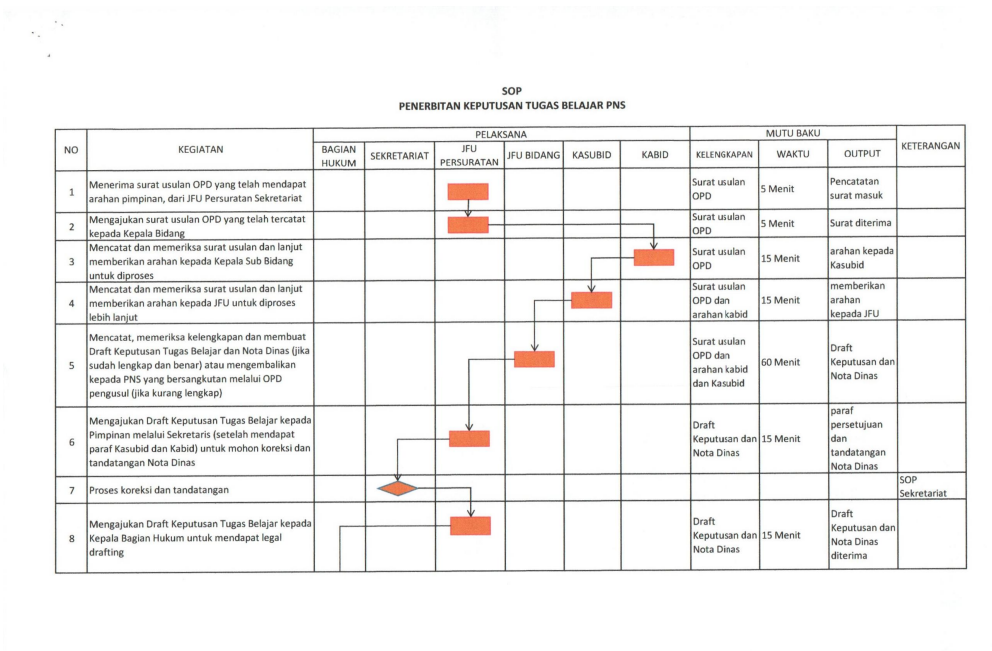 SOP
PENERBITAN KEPUTUSAN TUGAS BELAJAR PNS
NO
KEGIATAN
PELAKSANA
MUTU BAKU
KETERANGAN
BAGIAN
HUKUM
SEKRETARIAT
JFU
PERSURATAN
JFU BIDANG
KASUBID
KABID
KELENGKAPAN
WAKTU
OUTPUT
1
Menerima surat usulan OPD yang telah mendapat
arahan pimpinan, dari JFU Persuratan Sekretariat
Surat usulan
OPD
5 Menit
Pencatatan
surat masuk
2
Mengajukan surat usulan OPD yang telah tercatat
kepada Kepala Bidang
Surat usulan
OPD
5 Menit
Surat diterima
3
Mencatat dan memeriksa surat usulan dan lanjut
memberikan arahan kepada Kepala Sub Bidang
untuk diproses
Surat usulan
OPD
15 Menit
arahan kepada
Kasubid
4
Mencatat dan memeriksa surat usulan dan lanjut
memberikan arahan kepada JFU untuk diproses
lebih lanjut
Surat usulan
OPD dan
arahan kabid
15 Menit
memberikan
arahan
kepada JFU
5
Mencatat, memeriksa kelengkapan dan membuat
Draft Keputusan Tugas Belajar dan Nota Dinas (jika
sudah lengkap dan benar) atau mengembalikan
kepada PNS yang bersangkutan melalui OPD
pengusul (jika kurang lengkap)
Surat usulan
OPD dan
arahan kabid
dan Kasubid
60 Menit
Draft
Keputusan dan
Nota Dinas
6
Mengajukan Draft Keputusan Tugas Belajar kepada
Pimpinan melalui Sekretaris (setelah mendapat
paraf Kasubid dan Kabid) untuk mohon koreksi dan
tandatangan Nota Dinas
Draft
Keputusan dan
Nota Dinas
15 Menit
paraf
persetujuan
dan
tandatangan
Nota Dinas
7
Proses koreksi dan tandatangan
SOP
Sekretariat
8
Mengajukan Draft Keputusan Tugas Belajar kepada
Kepala Bagian Hukum untuk mendapat legal
drafting
Draft
Keputusan dan
Nota Dinas
15 Menit
Draft
Keputusan dan
Nota Dinas
diterima